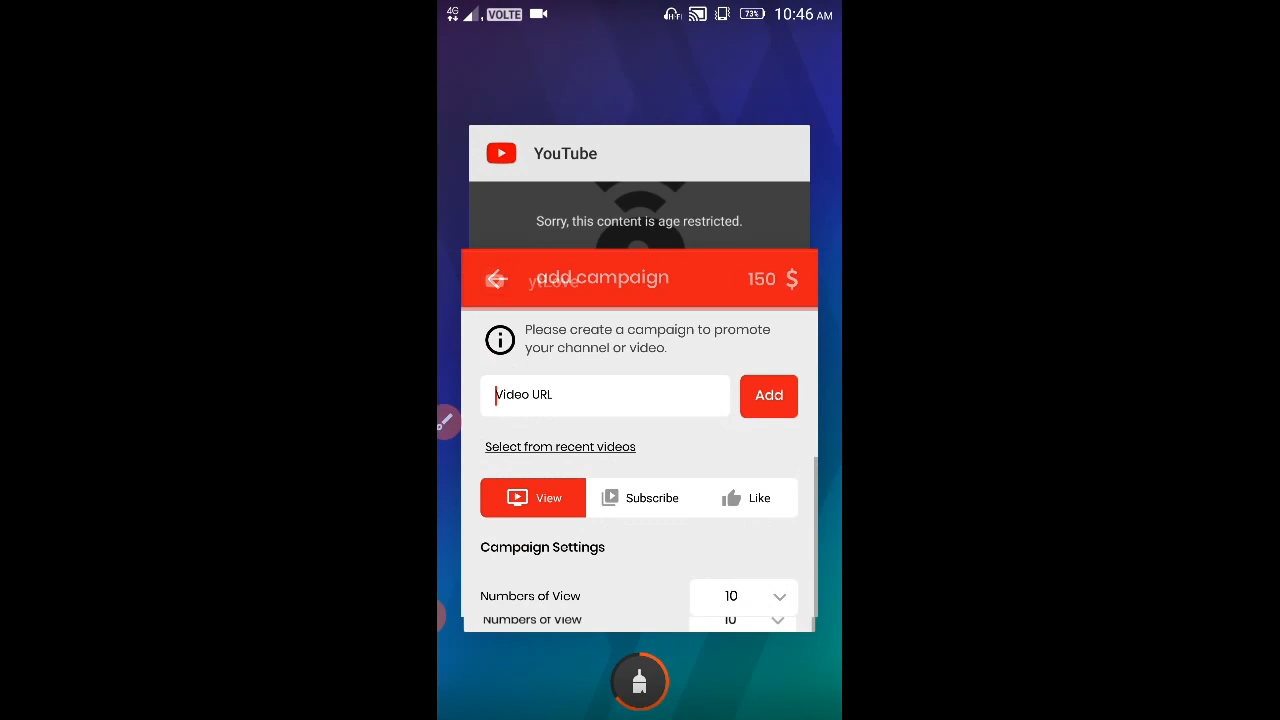 4G VOLTE 73% 10:46 AM
YouTube
Sorry, this content is age restricted.
ytLove
add campaign 150 $
Please create a campaign to promote
your channel or video.
Video URL Add
Select from recent videos
View Subscribe Like
Campaign Settings
Numbers of View 10
Numbers of View 10